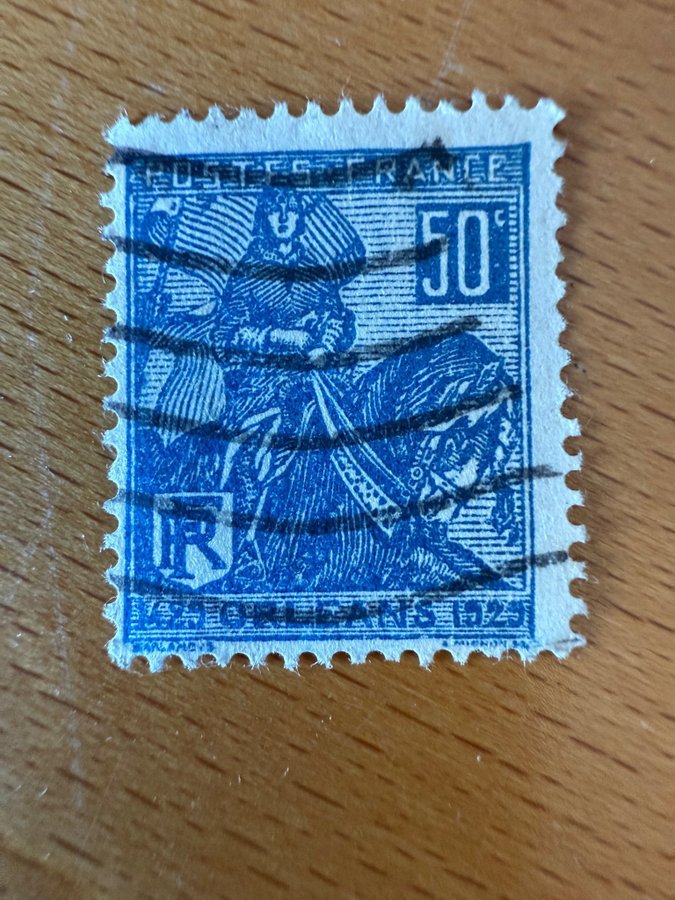 POSTES FRANCE
50c
RF
1429 ORLEANS 1929